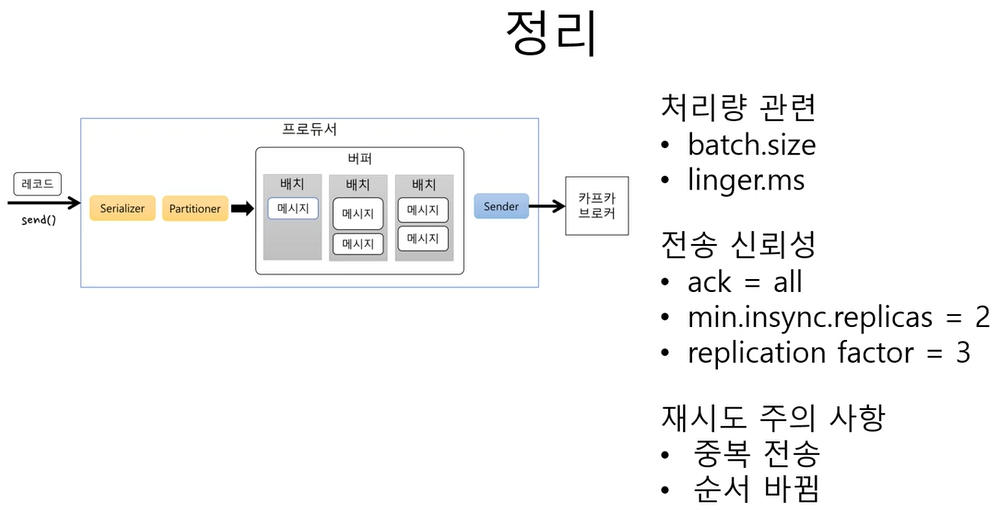 정리
프로듀서
버퍼
레코드
send()
Serializer
Partitioner
배치
메시지
배치
메시지
메시지
배치
메시지
메시지
Sender
카프카
브로커
처리량 관련
• batch.size
• linger.ms
전송 신뢰성
• ack = all
• min.insync.replicas = 2
• replication factor = 3
재시도 주의 사항
• 중복 전송
• 순서 바뀜